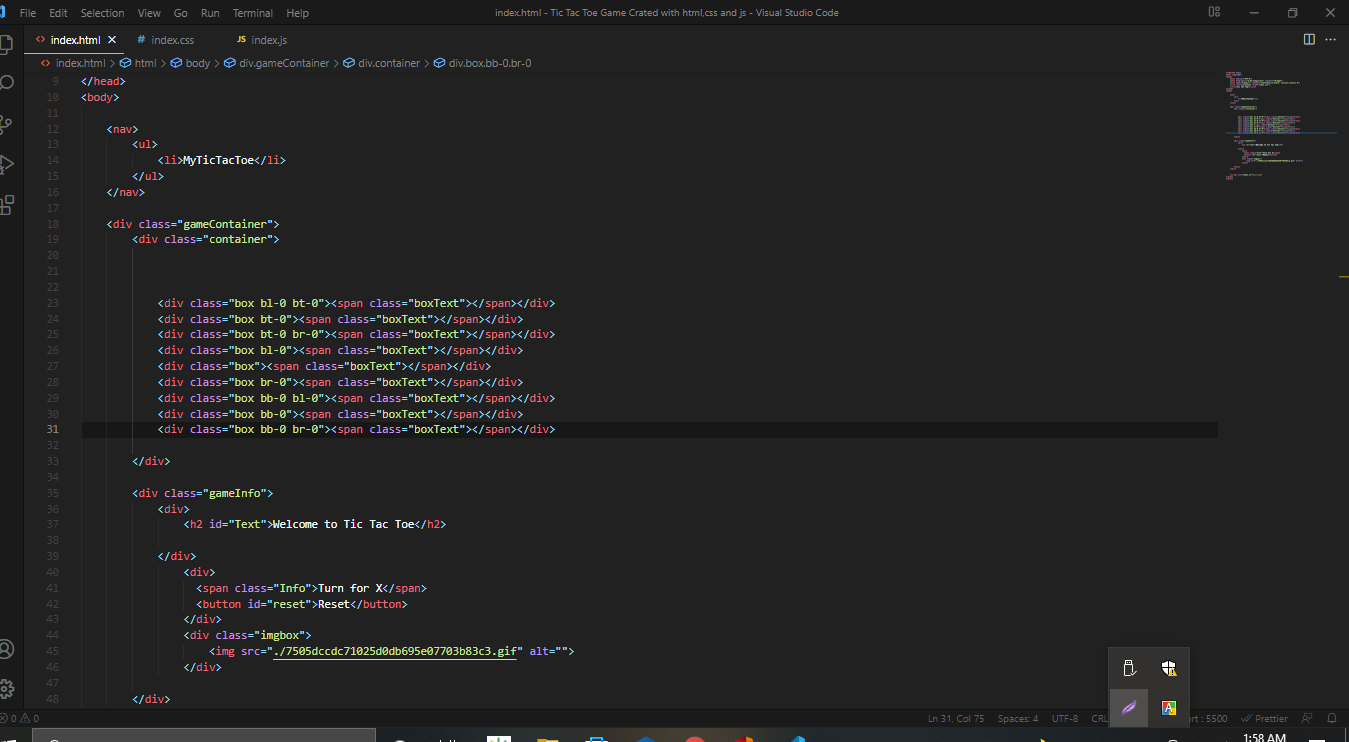 File Edit Selection View Go Run Terminal Help
index.html - Tic Tac Toe Game Crated with html,css and js - Visual Studio Code
index.html
# index.css
JS index.js
index.html > html > body > div.gameContainer > div.container > div.box.bb-0.br-0
9 </head>
10 <body>
11
12 <nav>
13 <ul>
14 <li>MyTicTacToe</li>
15 </ul>
16 </nav>
17
18 <div class="gameContainer">
19 <div class="container">
20
21
22
23 <div class="box bl-0 bt-0"><span class="boxText"></span></div>
24 <div class="box bt-0"><span class="boxText"></span></div>
25 <div class="box bt-0 br-0"><span class="boxText"></span></div>
26 <div class="box bl-0"><span class="boxText"></span></div>
27 <div class="box"><span class="boxText"></span></div>
28 <div class="box br-0"><span class="boxText"></span></div>
29 <div class="box bb-0 bl-0"><span class="boxText"></span></div>
30 <div class="box bb-0"><span class="boxText"></span></div>
31 <div class="box bb-0 br-0"><span class="boxText"></span></div>
32
33 </div>
34
35 <div class="gameInfo">
36 <div>
37 <h2 id="Text">Welcome to Tic Tac Toe</h2>
38
39 </div>
40 <div>
41 <span class="Info">Turn for X</span>
42 <button id="reset">Reset</button>
43 </div>
44 <div class="imgbox">
45 <img src="./7505dccdc71025d0db695e07703b83c3.gif" alt="">
46 </div>
47
48 </div>
0 0
Ln 31, Col 75 Spaces: 4 UTF-8 CRL rt : 5500 Prettier
A
1:58 AM